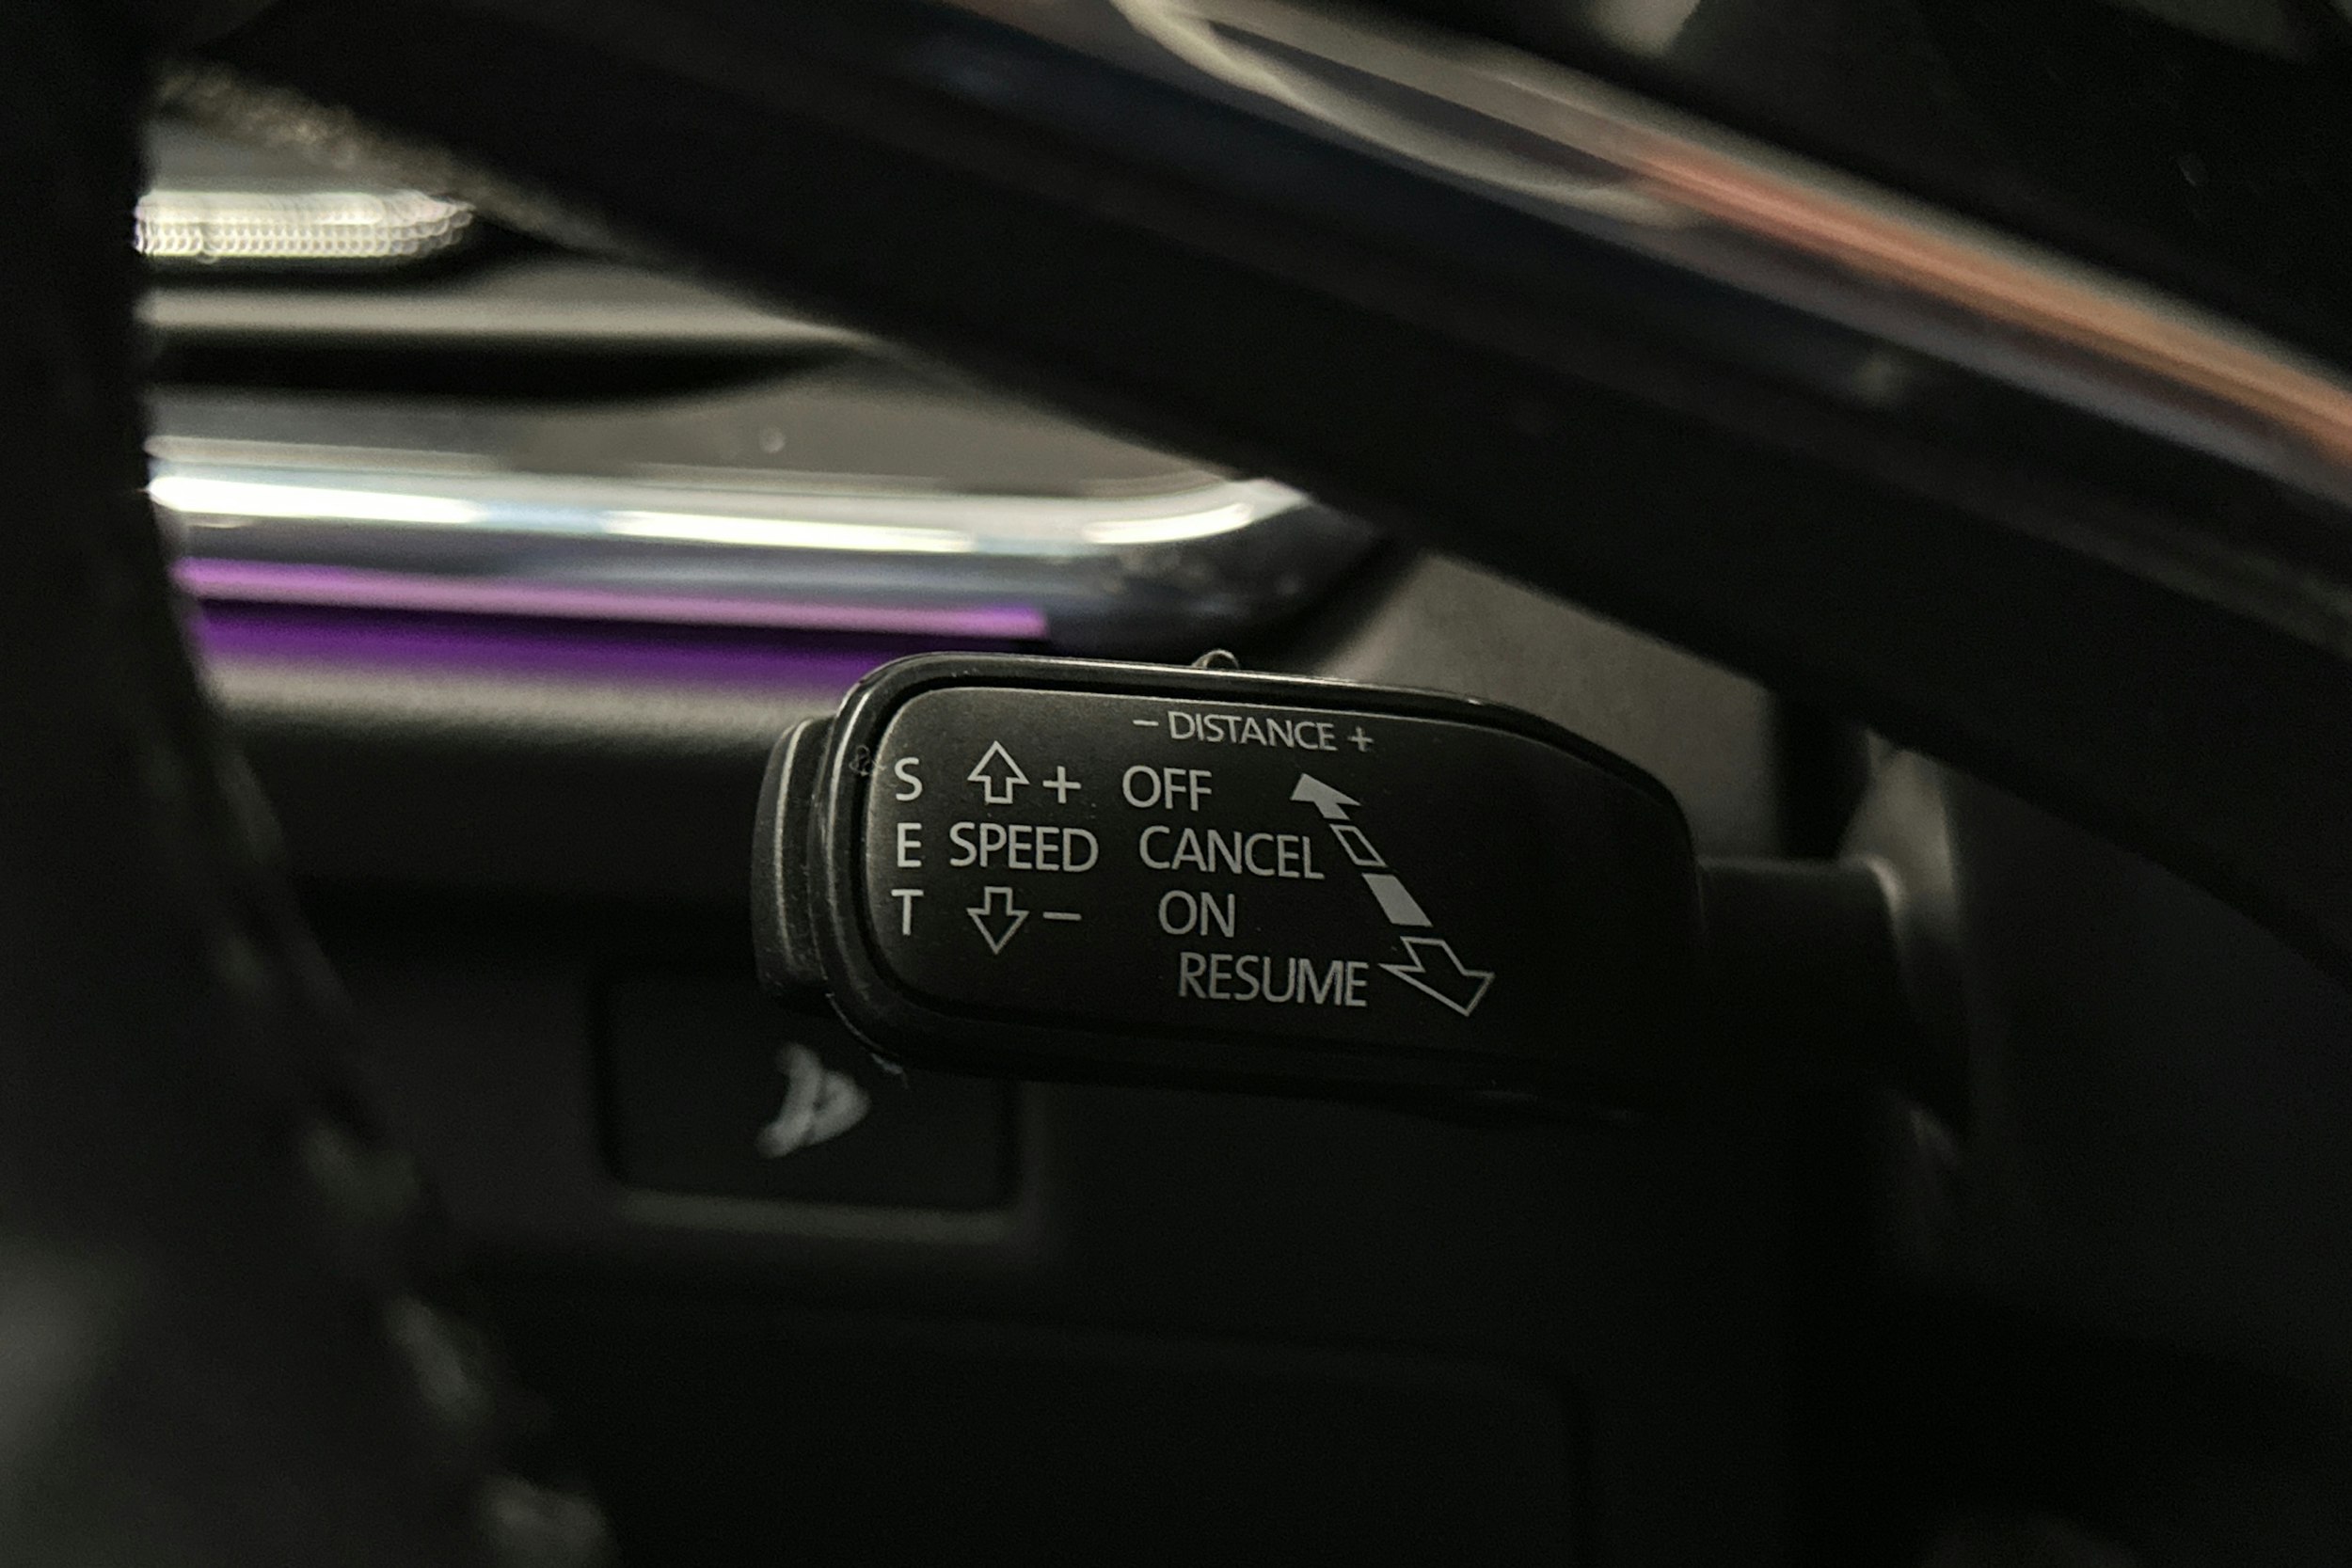 - DISTANCE +
S + OFF
E SPEED CANCEL
T - ON
RESUME